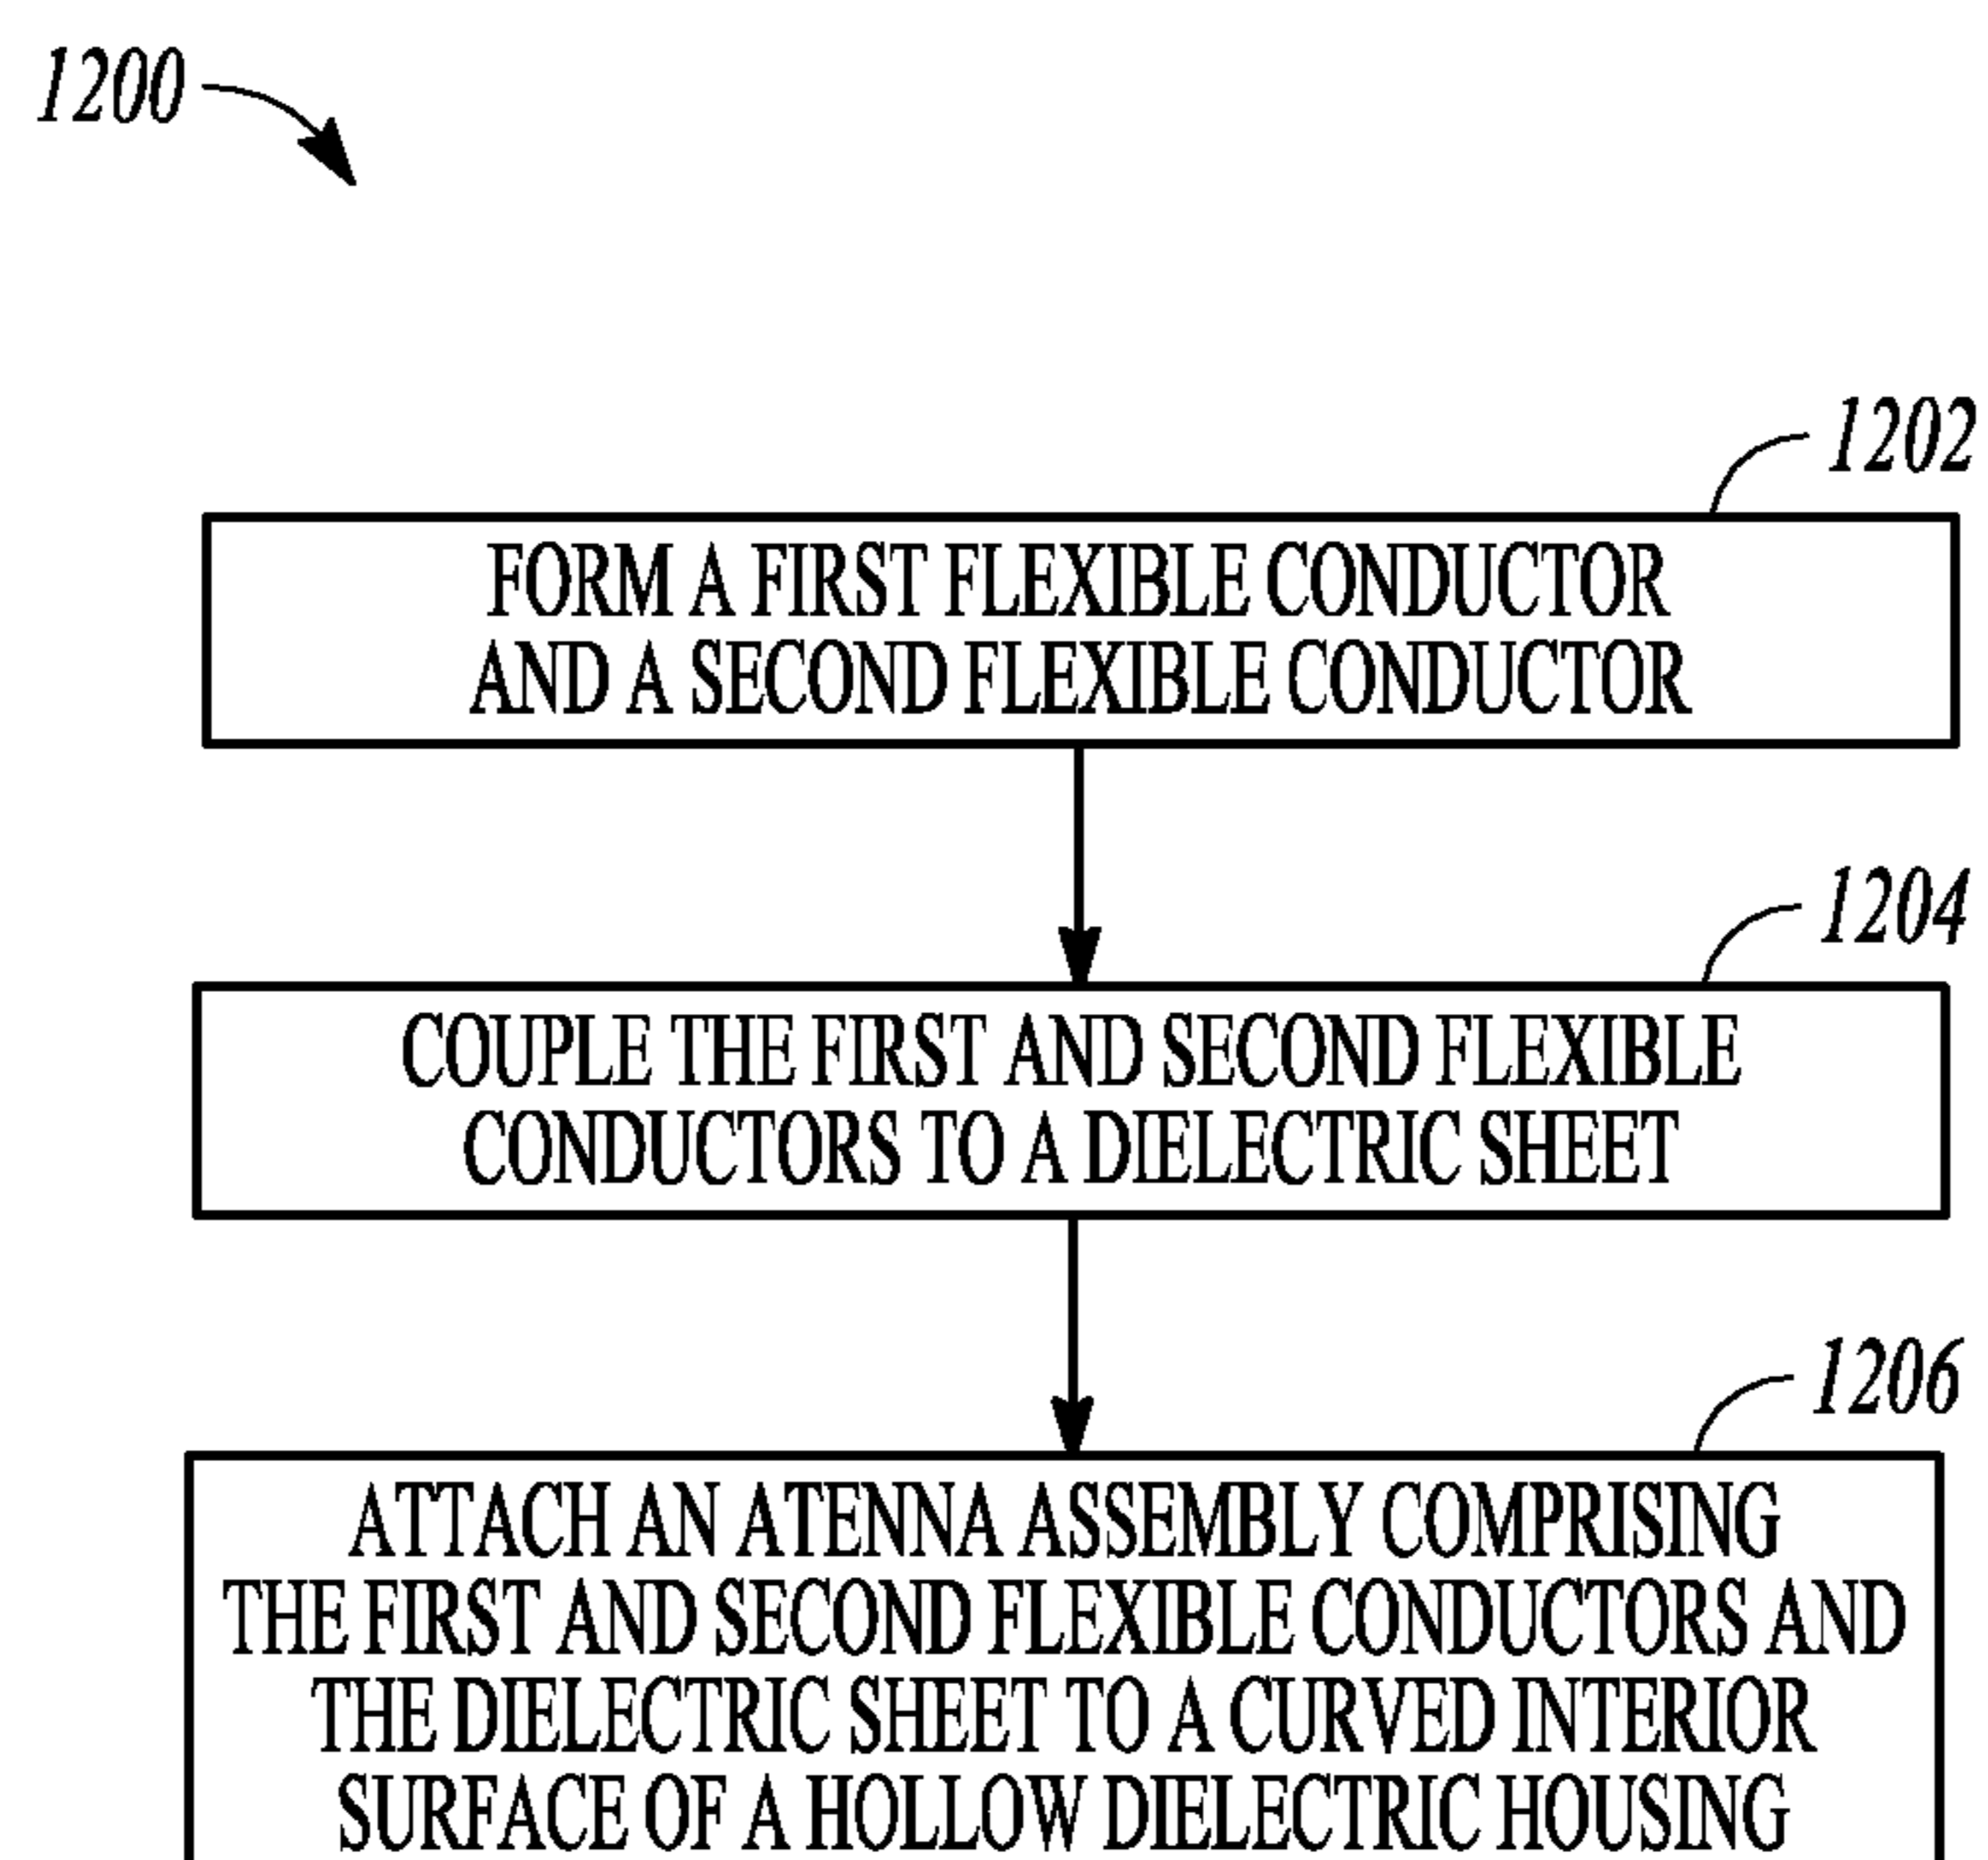 1200
1202
FORM A FIRST FLEXIBLE CONDUCTOR
AND A SECOND FLEXIBLE CONDUCTOR
1204
COUPLE THE FIRST AND SECOND FLEXIBLE
CONDUCTORS TO A DIELECTRIC SHEET
1206
ATTACH AN ATENNA ASSEMBLY COMPRISING
THE FIRST AND SECOND FLEXIBLE CONDUCTORS AND
THE DIELECTRIC SHEET TO A CURVED INTERIOR
SURFACE OF A HOLLOW DIELECTRIC HOUSING